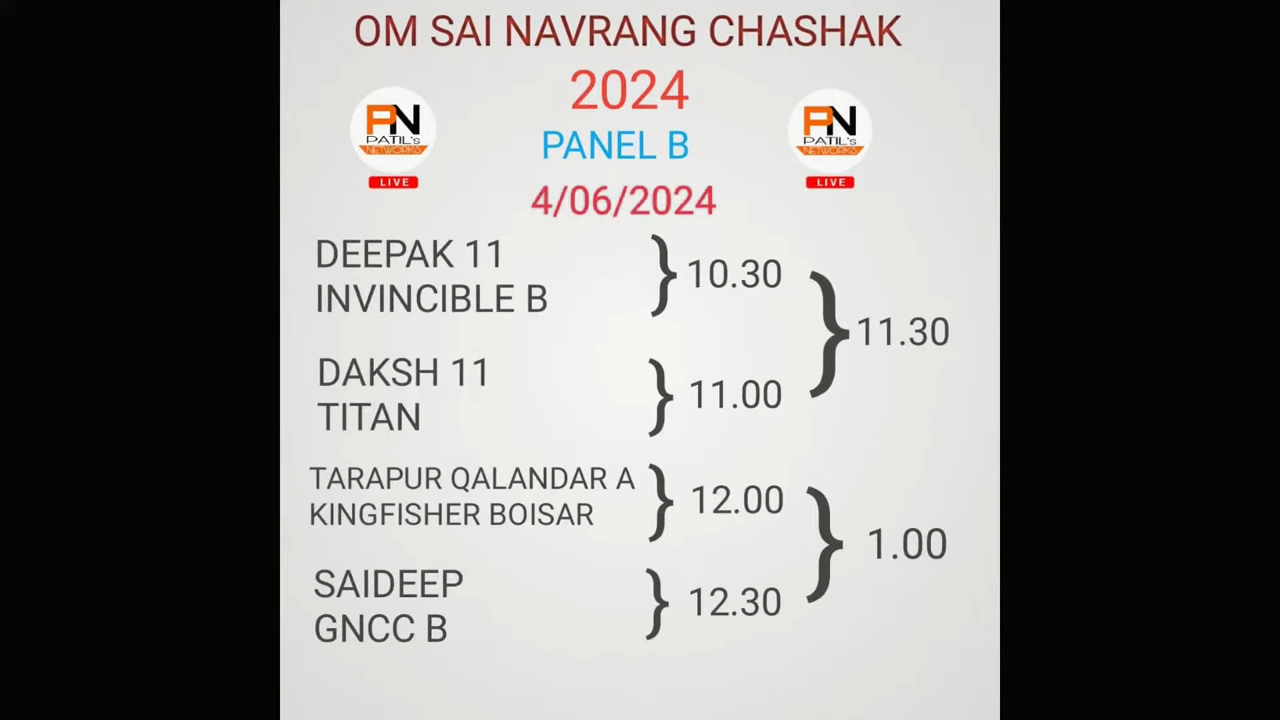 OM SAI NAVRANG CHASHAK
2024
PANEL B
4/06/2024
PN
PATIL's
NETWORKS
LIVE
PN
PATIL's
NETWORKS
LIVE
DEEPAK 11
INVINCIBLE B
10.30
DAKSH 11
TITAN
11.00
11.30
TARAPUR QALANDAR A
KINGFISHER BOISAR
12.00
SAIDEEP
GNCC B
12.30
1.00